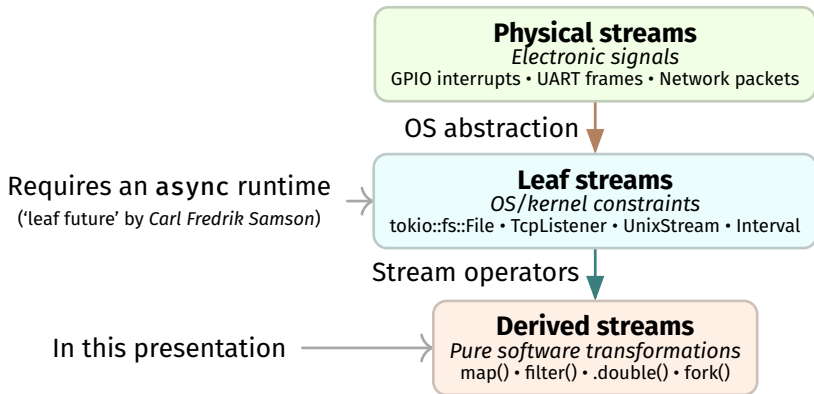 Physical streams
Electronic signals
GPIO interrupts • UART frames • Network packets
OS abstraction
Requires an async runtime
(‘leaf future’ by Carl Fredrik Samson)
Leaf streams
OS/kernel constraints
tokio::fs::File • TcpListener • UnixStream • Interval
Stream operators
In this presentation
Derived streams
Pure software transformations
map() • filter() • .double() • fork()